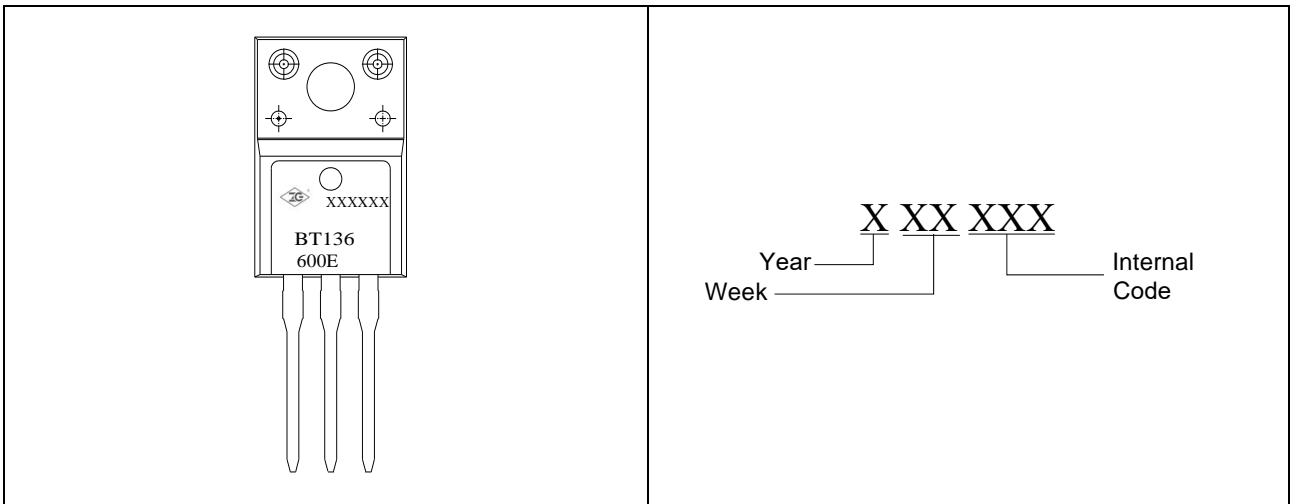 XXXXXX
BT136
600E
X XX XXX
Year
Week
Internal
Code